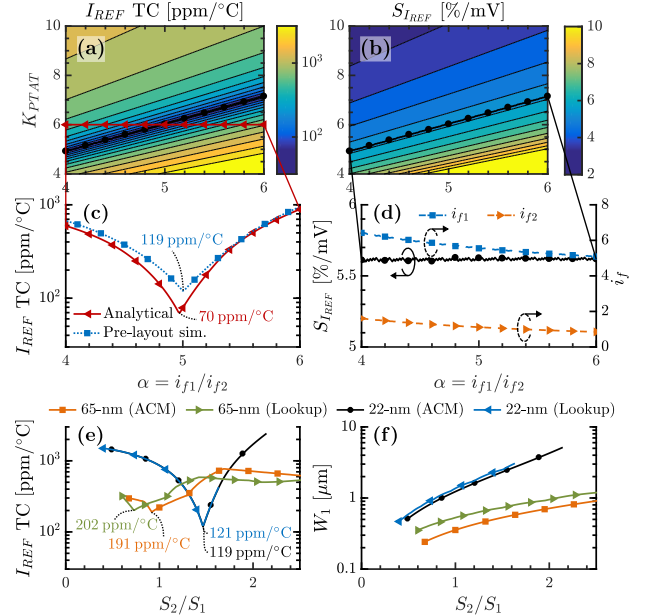 I_REF TC [ppm/°C]
S_I_REF [%/mV]
(a)
K_PTAT
10
8
6
4
4
5
6
10^3
10^2
(b)
10
8
6
4
4
5
6
10
8
6
4
2
(c)
I_REF TC [ppm/°C]
10^3
10^2
119 ppm/°C
70 ppm/°C
Analytical
Pre-layout sim.
4
5
6
α = i_f1/i_f2
(d)
i_f1
i_f2
S_I_REF [%/mV]
6
5.5
5
8
6
4
2
0
i_f
4
5
6
α = i_f1/i_f2
65-nm (ACM)
65-nm (Lookup)
22-nm (ACM)
22-nm (Lookup)
(e)
I_REF TC [ppm/°C]
10^3
10^2
202 ppm/°C
191 ppm/°C
121 ppm/°C
119 ppm/°C
0
1
2
S_2/S_1
(f)
W_1 [μm]
10
1
0.1
0
1
2
S_2/S_1